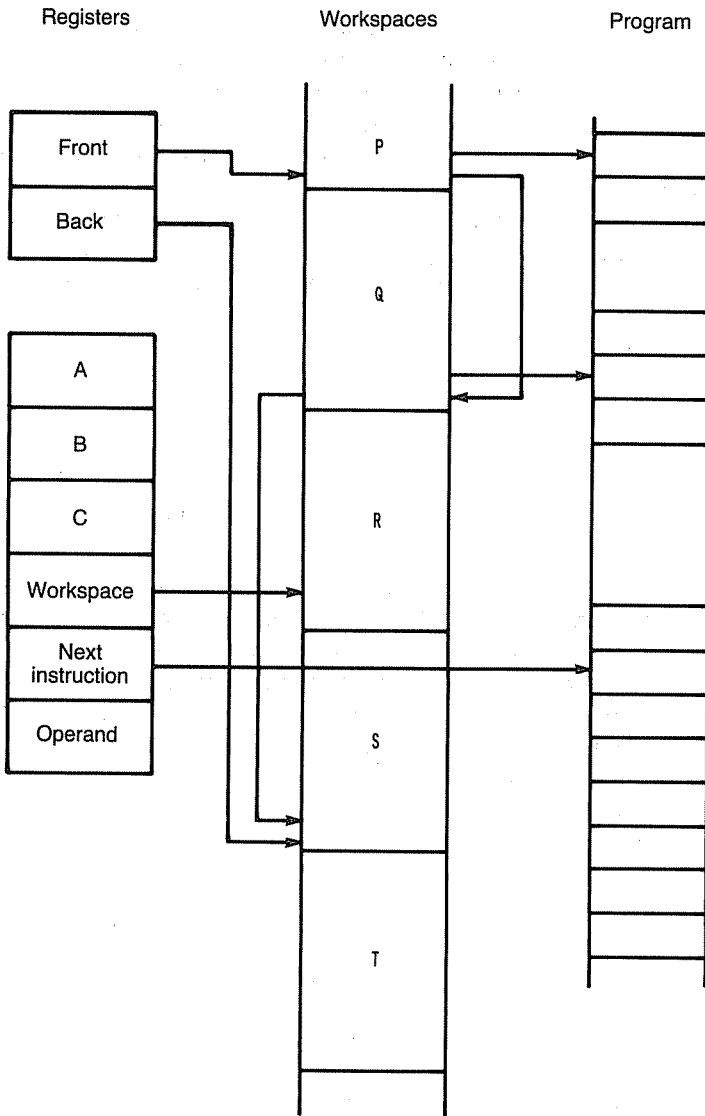 Registers
Workspaces
Program
Front
Back
A
B
C
Workspace
Next
instruction
Operand
P
Q
R
S
T